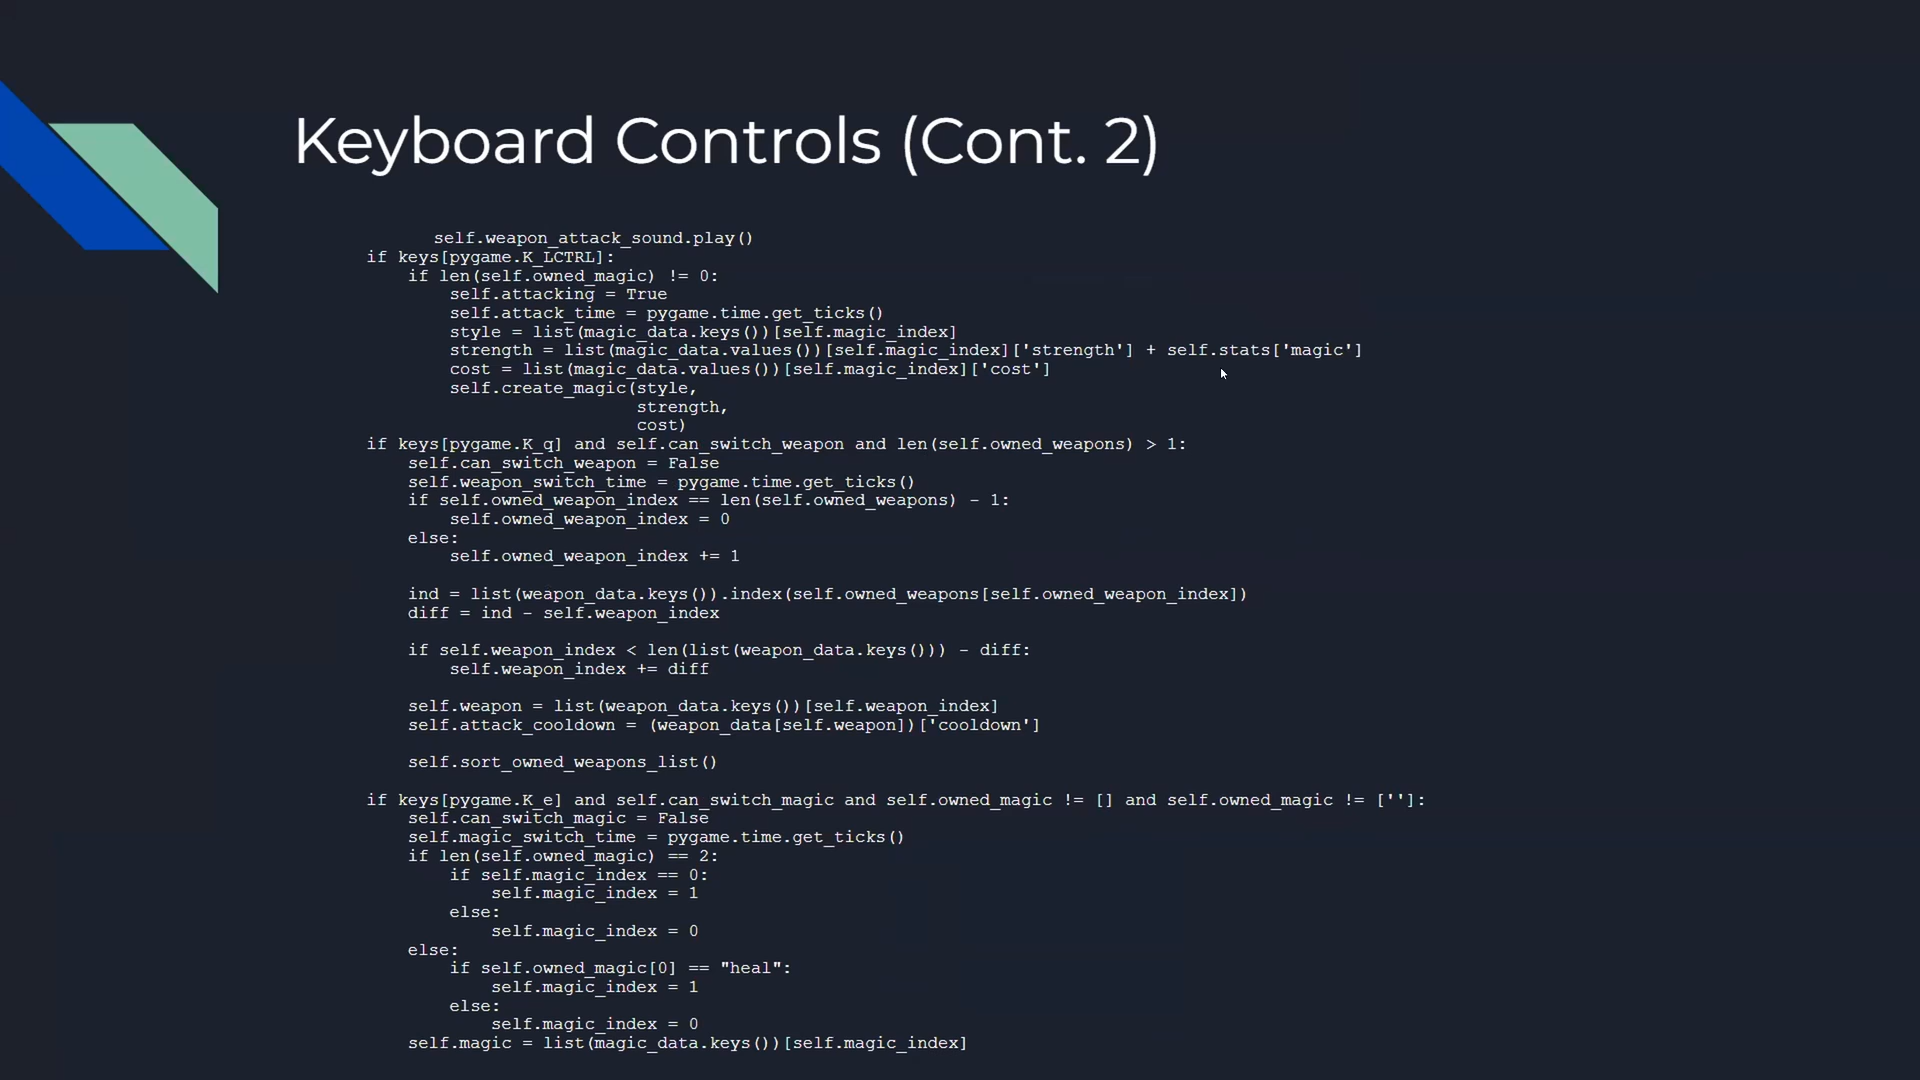 Keyboard Controls (Cont. 2)
self.weapon_attack_sound.play()
if keys[pygame.K_LCTRL]:
if len(self.owned_magic) != 0:
self.attacking = True
self.attack_time = pygame.time.get_ticks()
style = list(magic_data.keys())[self.magic_index]
strength = list(magic_data.values())[self.magic_index]['strength'] + self.stats['magic']
cost = list(magic_data.values())[self.magic_index]['cost']
self.create_magic(style,
strength,
cost)
if keys[pygame.K_q] and self.can_switch_weapon and len(self.owned_weapons) > 1:
self.can_switch_weapon = False
self.weapon_switch_time = pygame.time.get_ticks()
if self.owned_weapon_index == len(self.owned_weapons) - 1:
self.owned_weapon_index = 0
else:
self.owned_weapon_index += 1
ind = list(weapon_data.keys()).index(self.owned_weapons[self.owned_weapon_index])
diff = ind - self.weapon_index
if self.weapon_index < len(list(weapon_data.keys())) - diff:
self.weapon_index += diff
self.weapon = list(weapon_data.keys())[self.weapon_index]
self.attack_cooldown = (weapon_data[self.weapon])['cooldown']
self.sort_owned_weapons_list()
if keys[pygame.K_e] and self.can_switch_magic and self.owned_magic != [] and self.owned_magic != ['']:
self.can_switch_magic = False
self.magic_switch_time = pygame.time.get_ticks()
if len(self.owned_magic) == 2:
if self.magic_index == 0:
self.magic_index = 1
else:
self.magic_index = 0
else:
if self.owned_magic[0] == "heal":
self.magic_index = 1
else:
self.magic_index = 0
self.magic = list(magic_data.keys())[self.magic_index]